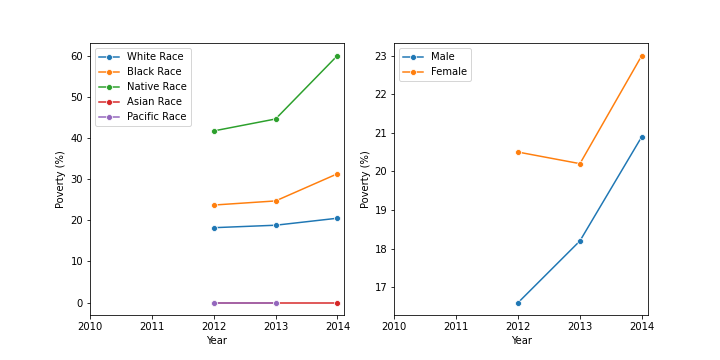 White Race
Black Race
Native Race
Asian Race
Pacific Race
60
50
40
30
20
10
0
Poverty (%)
2010 2011 2012 2013 2014
Year
Male
Female
23
22
21
20
19
18
17
Poverty (%)
2010 2011 2012 2013 2014
Year